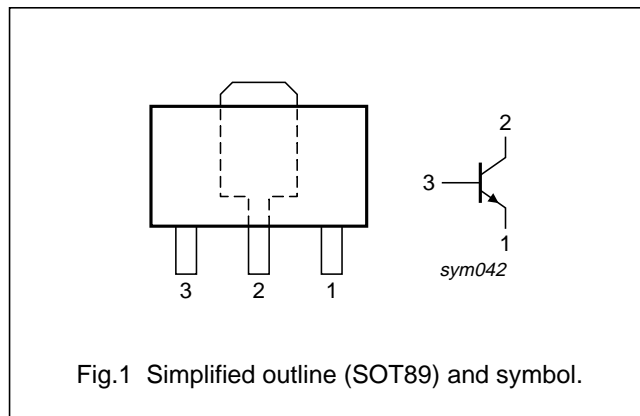 2
3
1
sym042
3 2 1
Fig.1 Simplified outline (SOT89) and symbol.